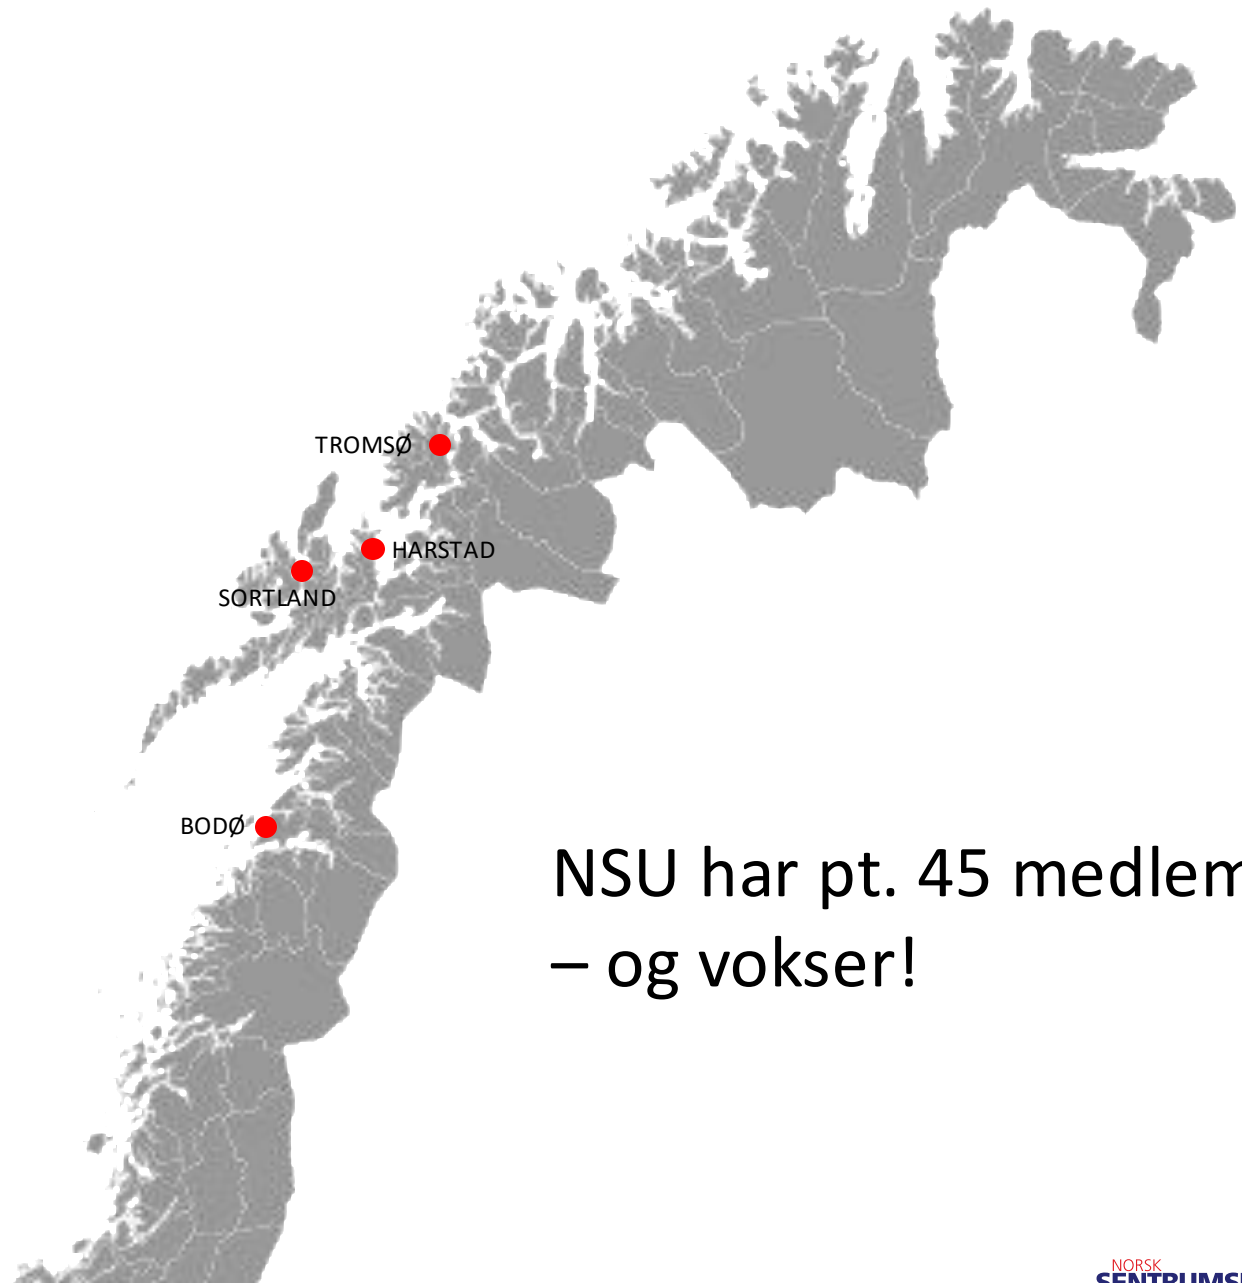 TROMSØ
HARSTAD
SORTLAND
BODØ
NSU har pt. 45 medlem
– og vokser!
NORSK